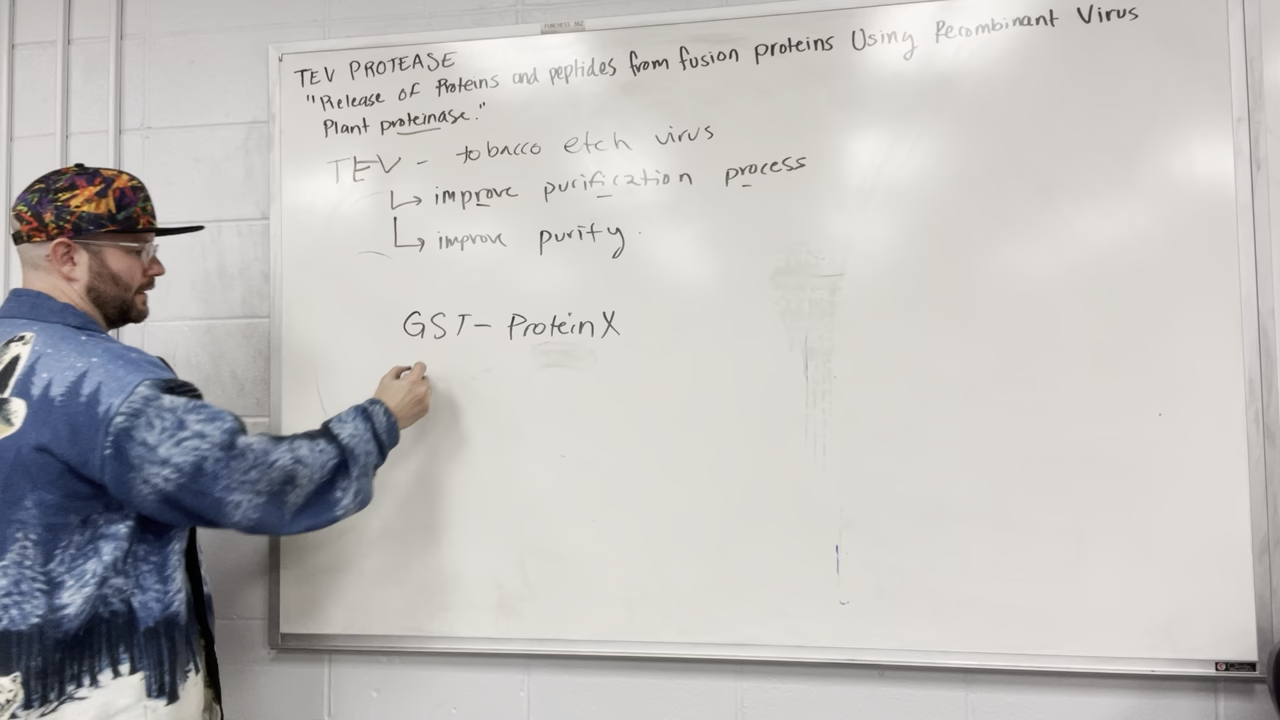 TEV PROTEASE
"Release of Proteins and peptides from fusion proteins Using Recombinant Virus
Plant proteinase."
TEV - tobacco etch virus
↳ improve purification process
↳ improve purity
GST - Protein X